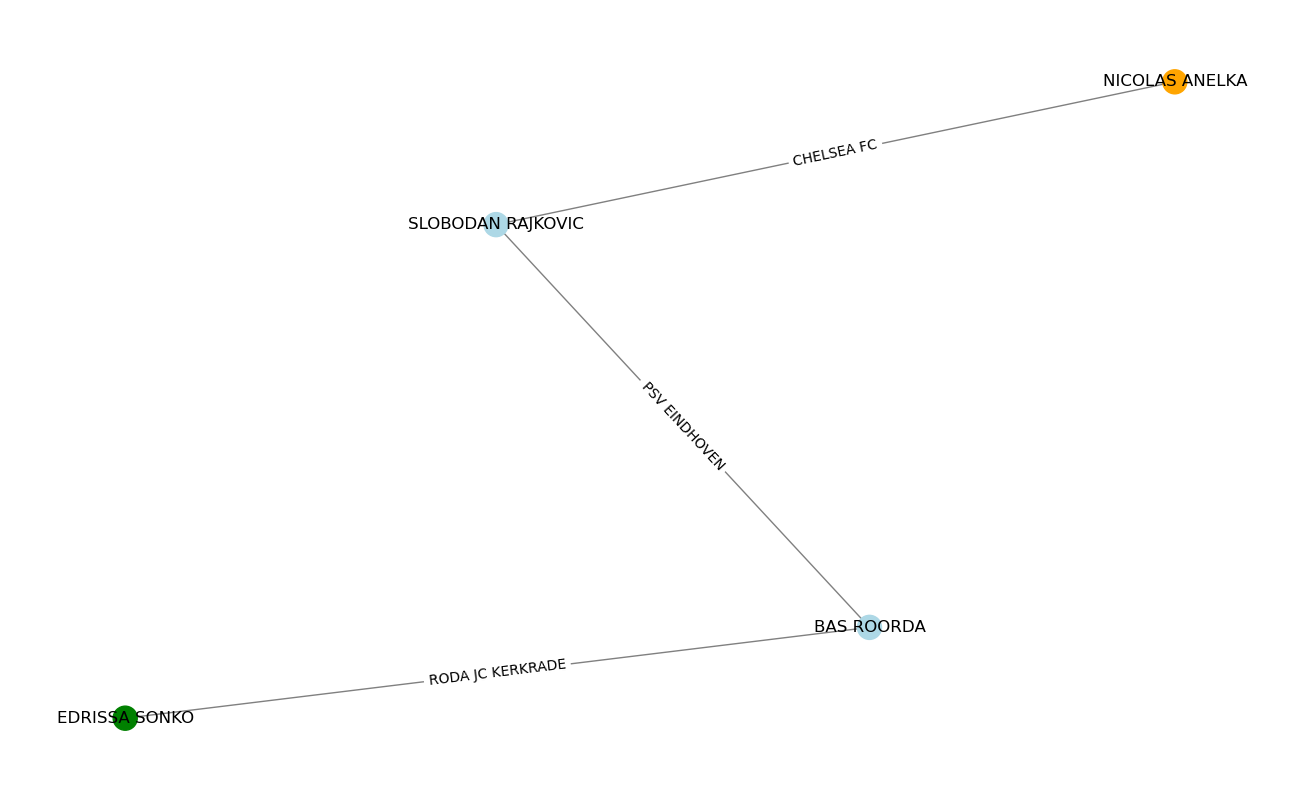 NICOLAS ANELKA
CHELSEA FC
SLOBODAN RAJKOVIC
PSV EINDHOVEN
BAS ROORDA
RODA JC KERKRADE
EDRISSA SONKO